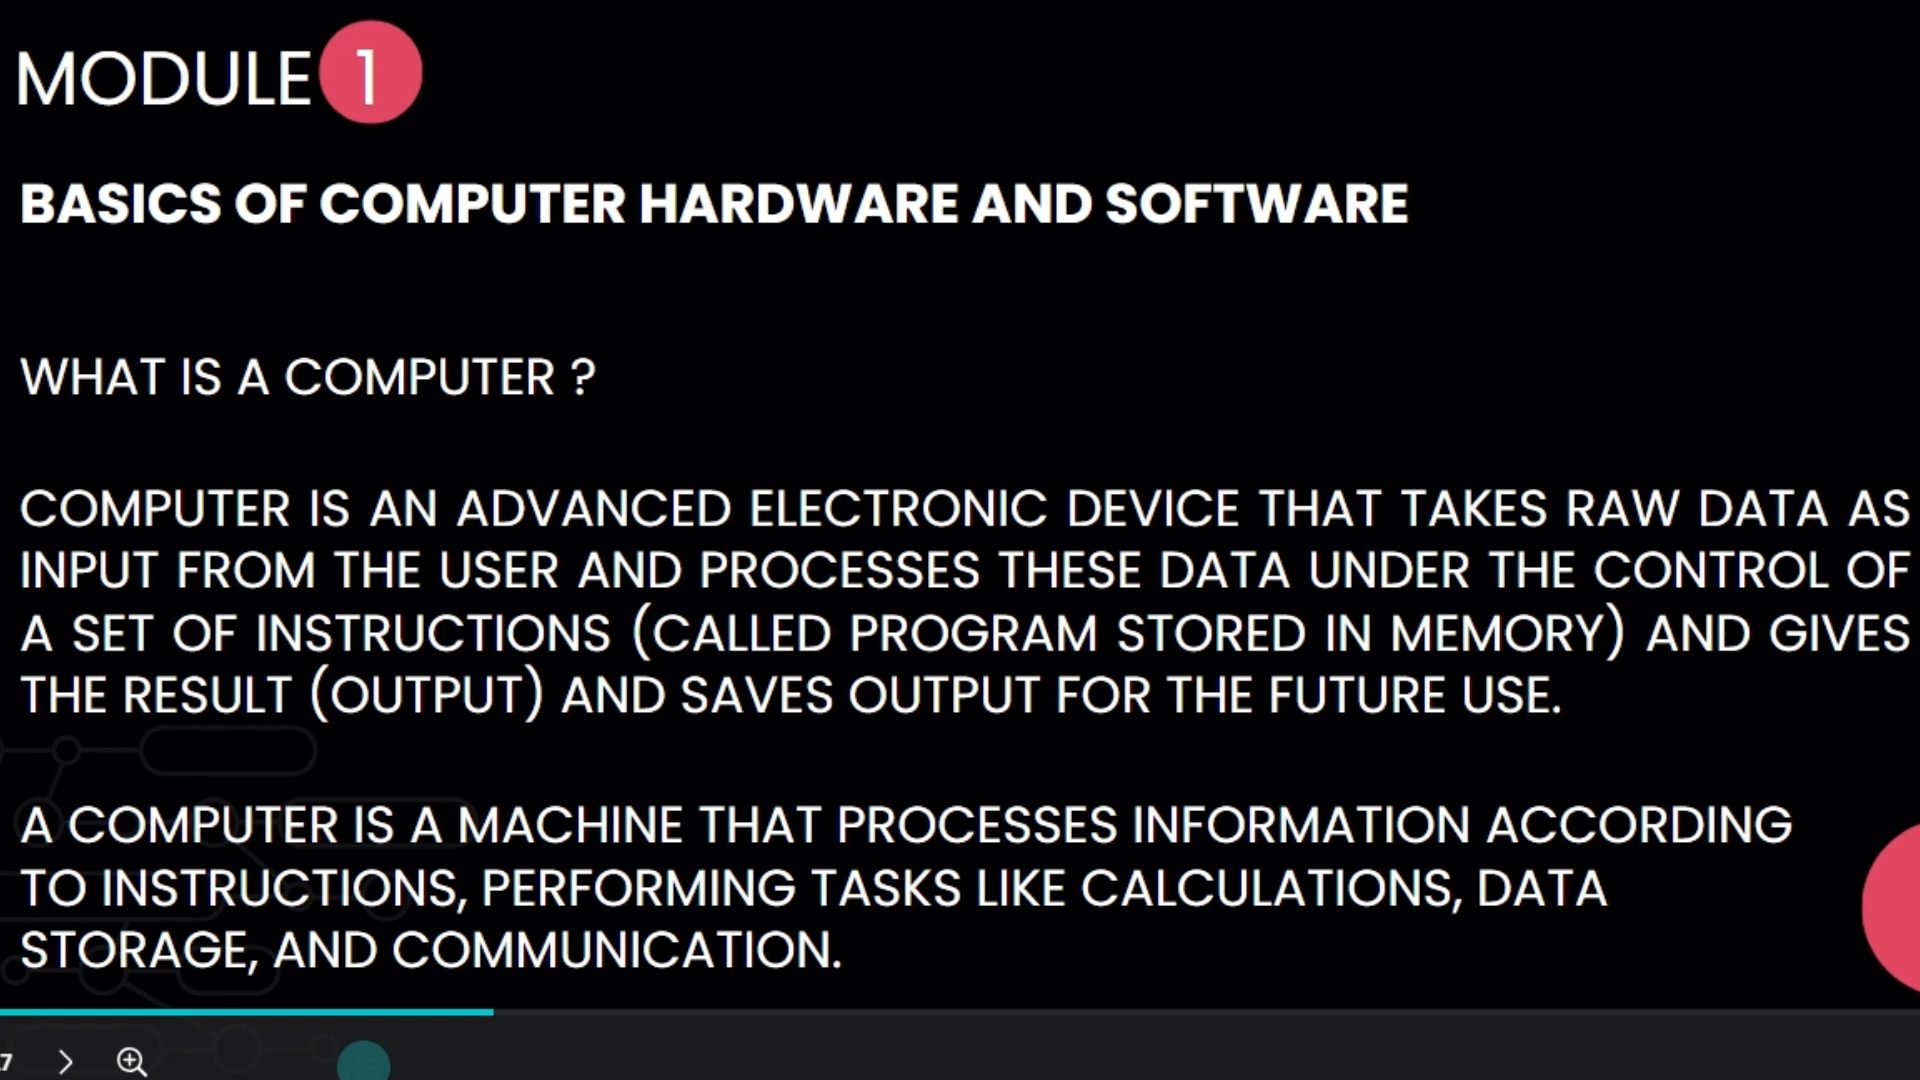 MODULE 1
BASICS OF COMPUTER HARDWARE AND SOFTWARE
WHAT IS A COMPUTER ?
COMPUTER IS AN ADVANCED ELECTRONIC DEVICE THAT TAKES RAW DATA AS
INPUT FROM THE USER AND PROCESSES THESE DATA UNDER THE CONTROL OF
A SET OF INSTRUCTIONS (CALLED PROGRAM STORED IN MEMORY) AND GIVES
THE RESULT (OUTPUT) AND SAVES OUTPUT FOR THE FUTURE USE.
A COMPUTER IS A MACHINE THAT PROCESSES INFORMATION ACCORDING
TO INSTRUCTIONS, PERFORMING TASKS LIKE CALCULATIONS, DATA
STORAGE, AND COMMUNICATION.